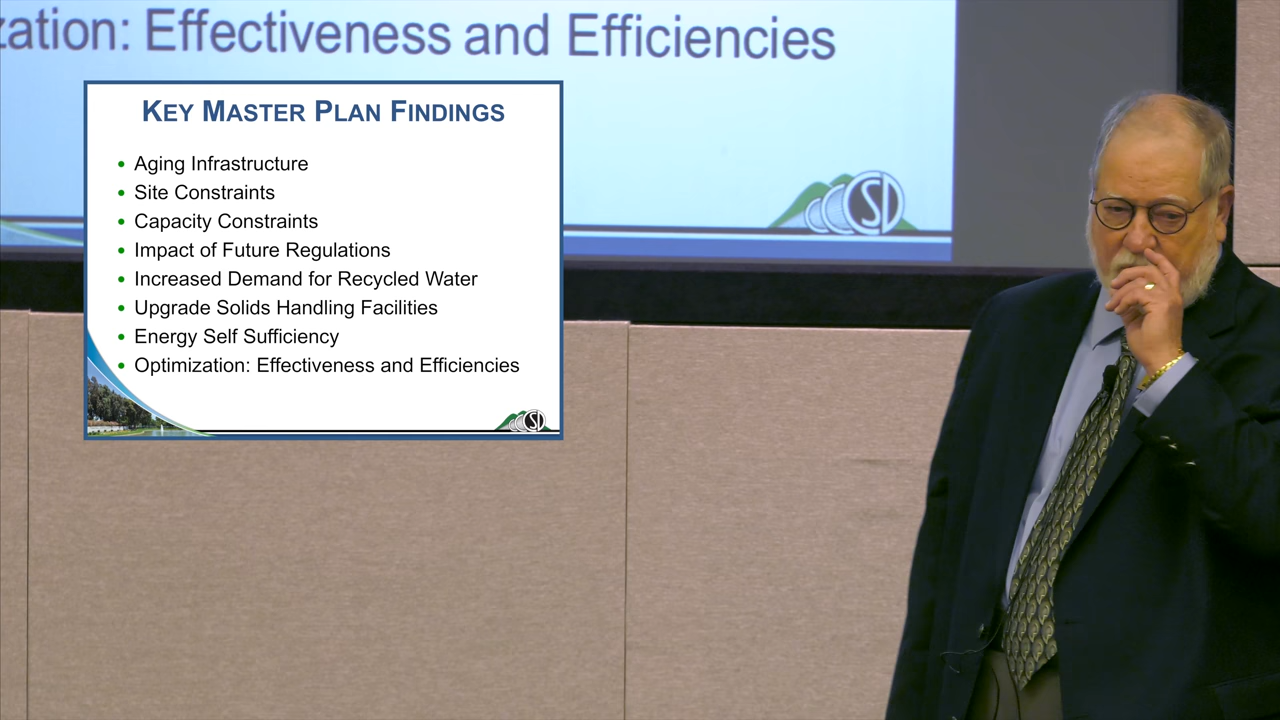 zation: Effectiveness and Efficiencies
KEY MASTER PLAN FINDINGS
• Aging Infrastructure
• Site Constraints
• Capacity Constraints
• Impact of Future Regulations
• Increased Demand for Recycled Water
• Upgrade Solids Handling Facilities
• Energy Self Sufficiency
• Optimization: Effectiveness and Efficiencies